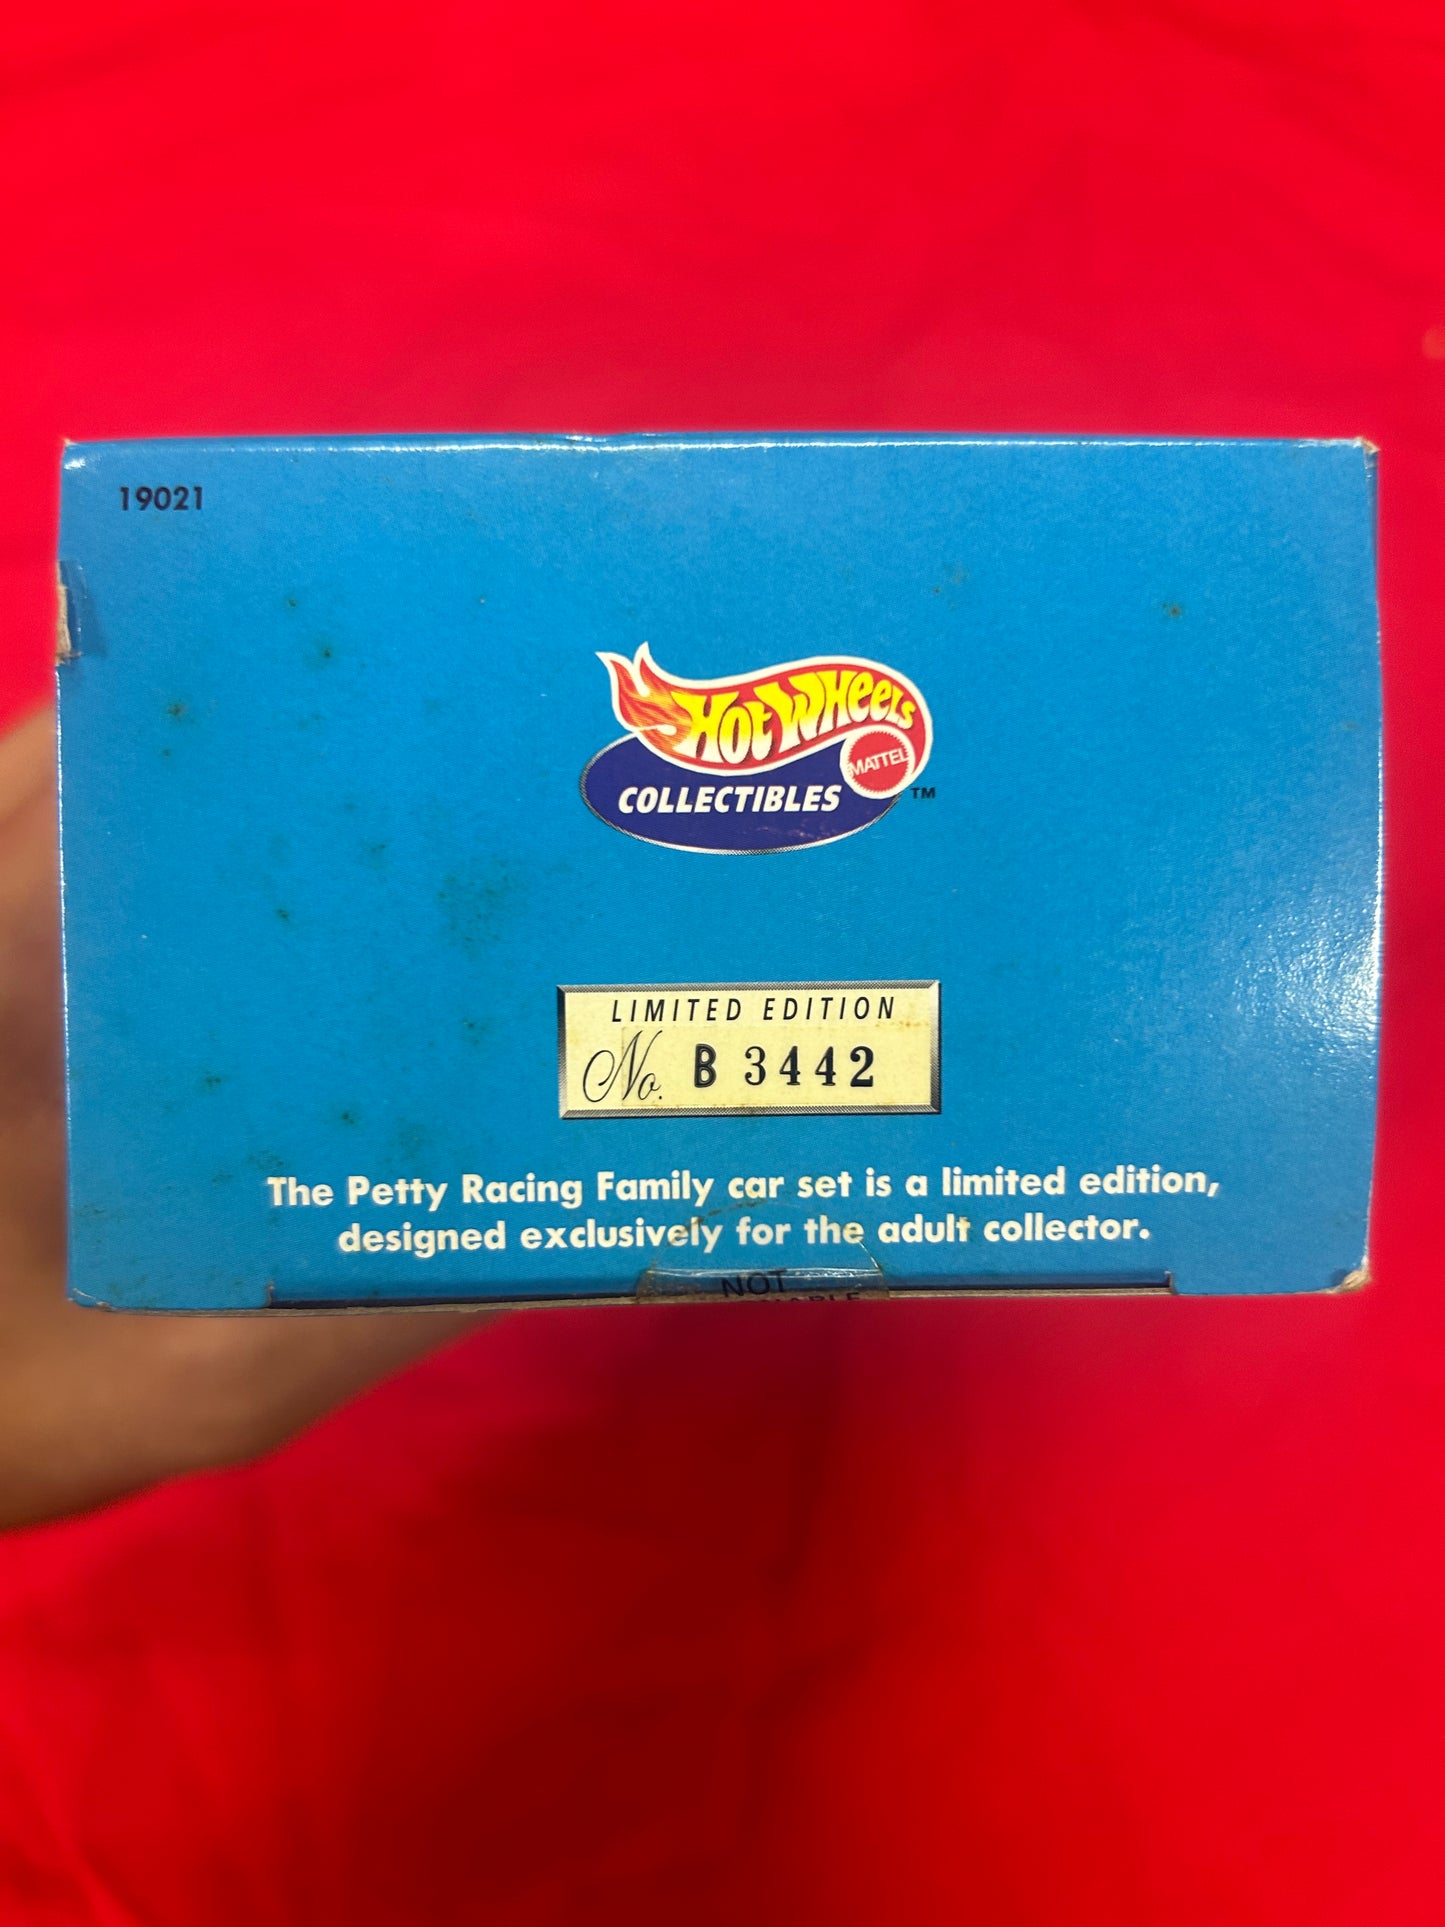 19021
Hot Wheels
MATTEL
COLLECTIBLES
TM
LIMITED EDITION
No. B 3442
The Petty Racing Family car set is a limited edition,
designed exclusively for the adult collector.
NOT